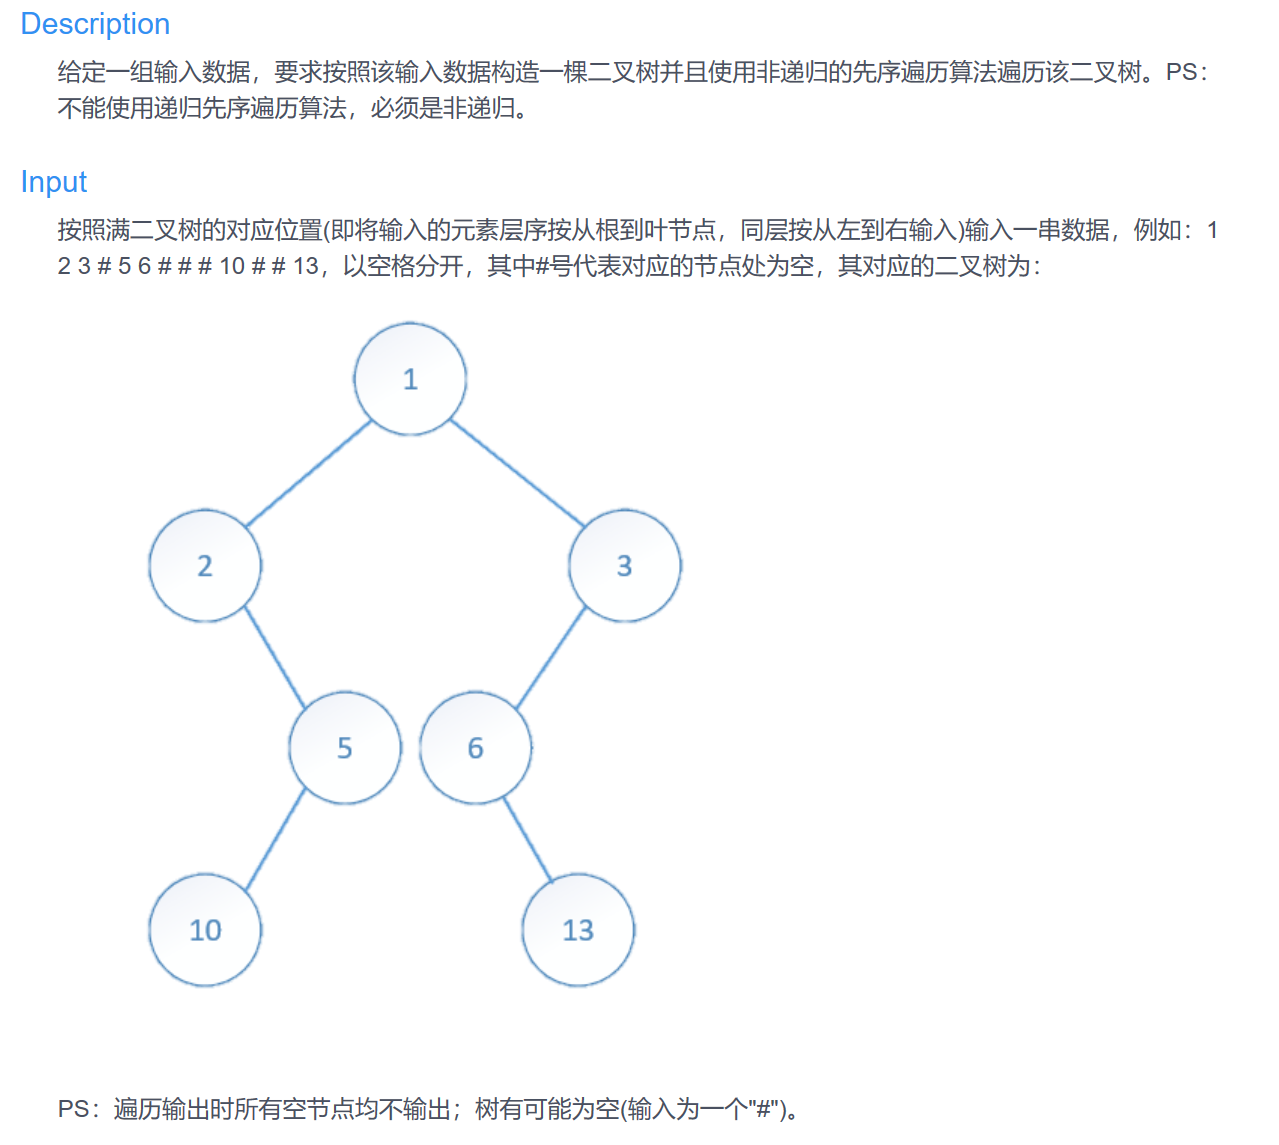 Description
给定一组输入数据，要求按照该输入数据构造一棵二叉树并且使用非递归的先序遍历算法遍历该二叉树。PS：
不能使用递归先序遍历算法，必须是非递归。
Input
按照满二叉树的对应位置(即将输入的元素层序按从根到叶节点，同层按从左到右输入)输入一串数据，例如：1
2 3 # 5 6 # # # 10 # # 13，以空格分开，其中#号代表对应的节点处为空，其对应的二叉树为：
1
2
3
5
6
10
13
PS：遍历输出时所有空节点均不输出；树有可能为空(输入为一个"#")。